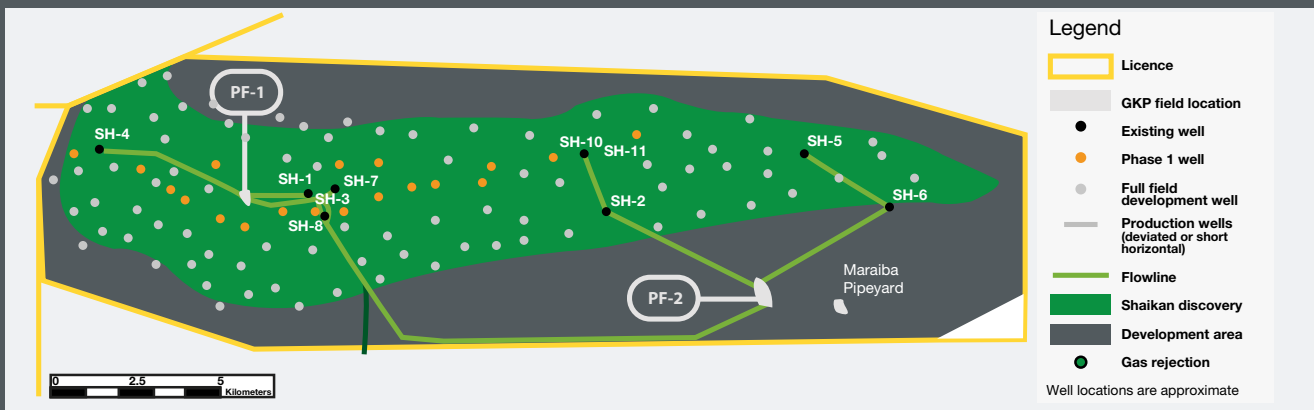 PF-1
SH-4
SH-1
SH-7
SH-3
SH-8
SH-10
SH-11
SH-2
SH-5
SH-6
PF-2
Maraiba
Pipeyard
0 2.5 5
Kilometers
Legend
Licence
GKP field location
Existing well
Phase 1 well
Full field
development well
Production wells
(deviated or short
horizontal)
Flowline
Shaikan discovery
Development area
Gas rejection
Well locations are approximate